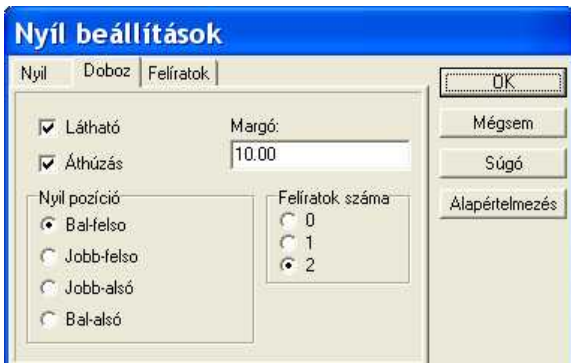 Nyíl beállítások
Nyil Doboz Felíratok
OK
Látható
Margó:
Mégsem
Áthúzás
10.00
Súgó
Nyil pozíció
Felíratok száma
Alapértelmezés
Bal-felso
0
Jobb-felso
1
2
Jobb-alsó
Bal-alsó